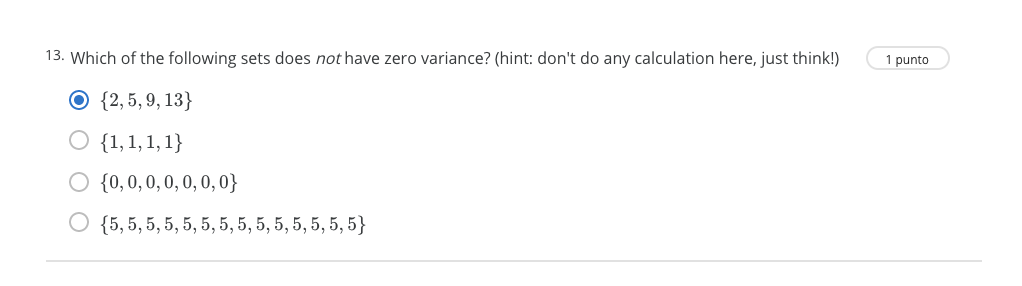 13. Which of the following sets does not have zero variance? (hint: don't do any calculation here, just think!) 1 punto
{2, 5, 9, 13}
{1, 1, 1, 1}
{0, 0, 0, 0, 0, 0, 0}
{5, 5, 5, 5, 5, 5, 5, 5, 5, 5, 5, 5, 5, 5}